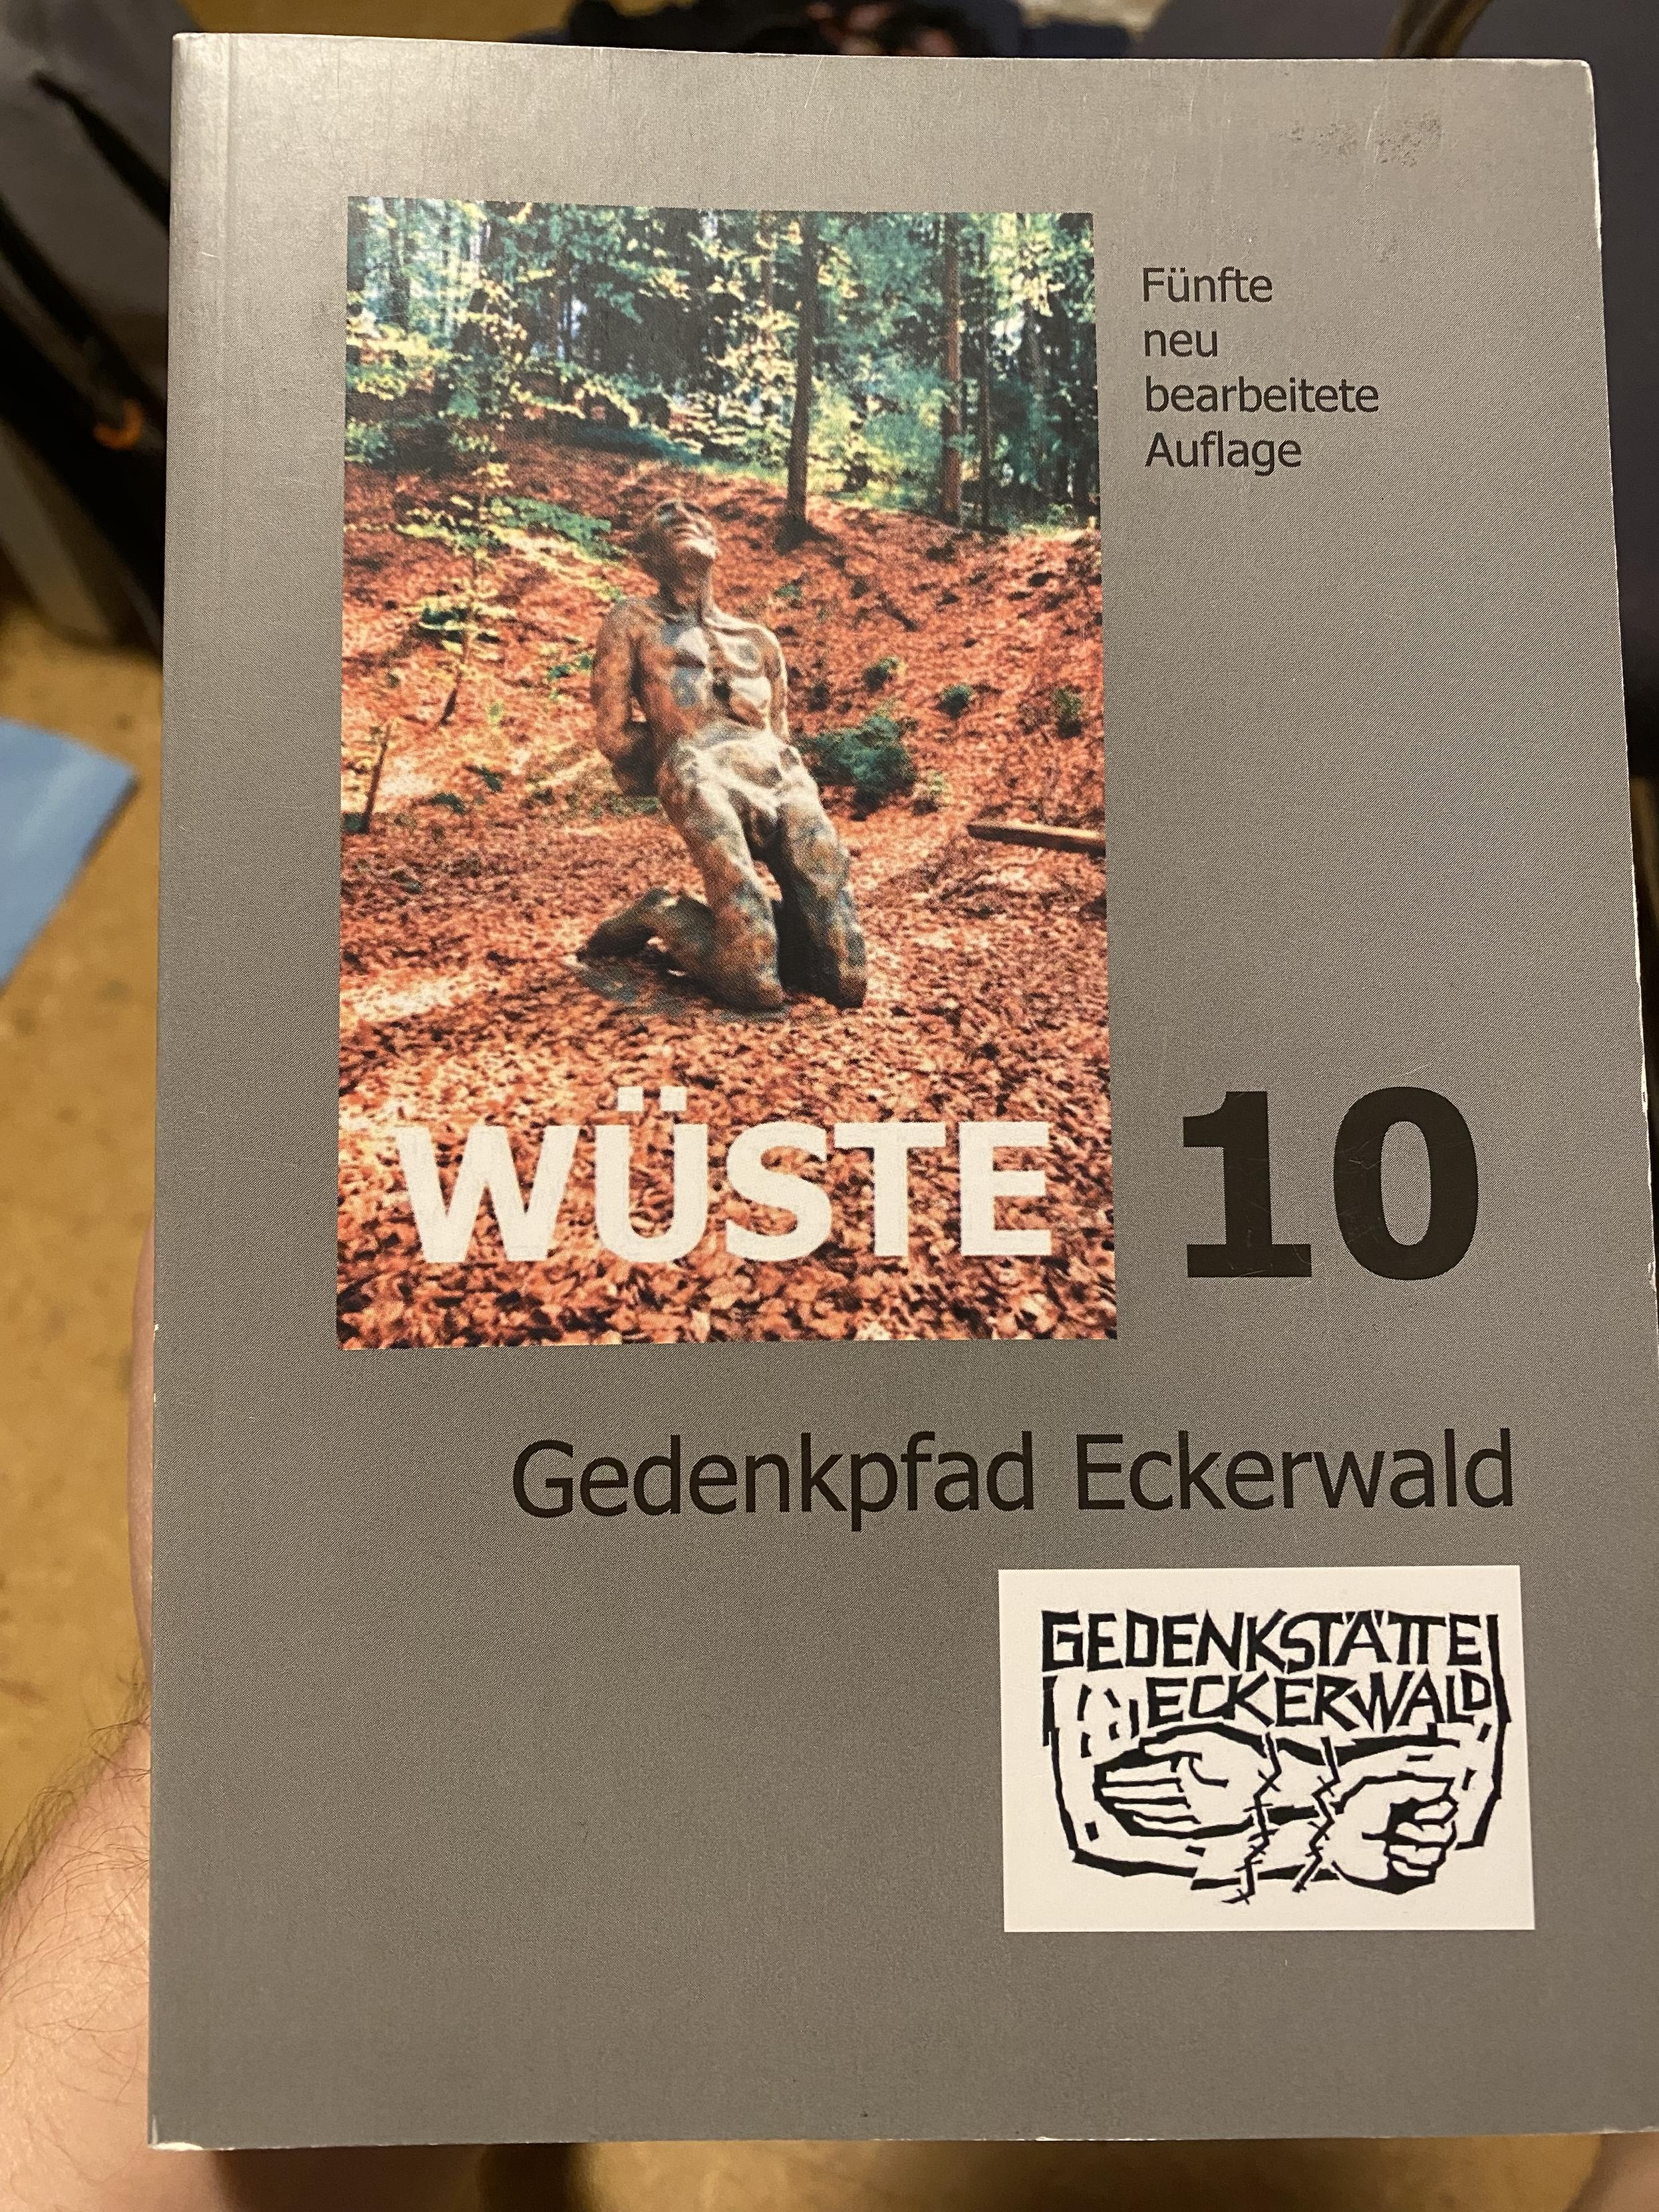 Fünfte
neu
bearbeitete
Auflage
WÜSTE 10
Gedenkpfad Eckerwald
GEDENKSTÄTTE
ECKERWALD